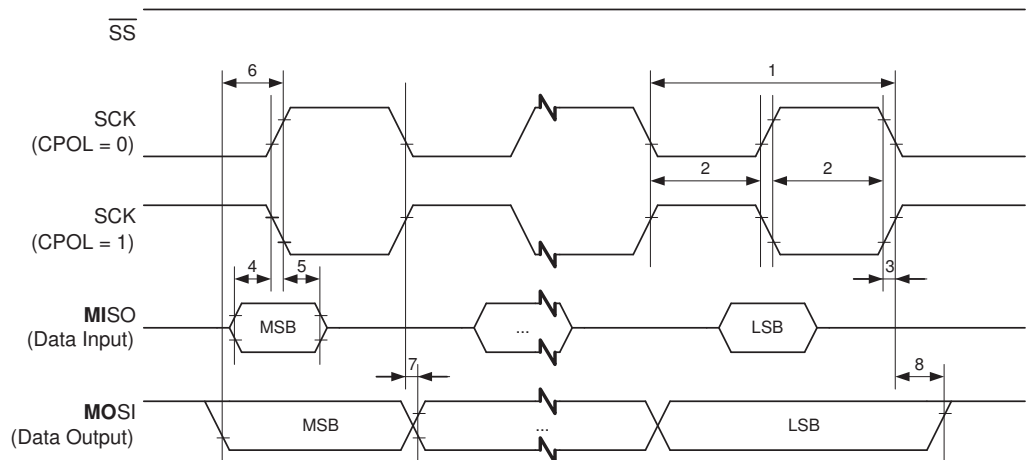 SS
6
1
SCK
(CPOL = 0)
2
2
SCK
(CPOL = 1)
4
5
3
MISO
(Data Input)
MSB
...
LSB
7
8
MOSI
(Data Output)
MSB
...
LSB